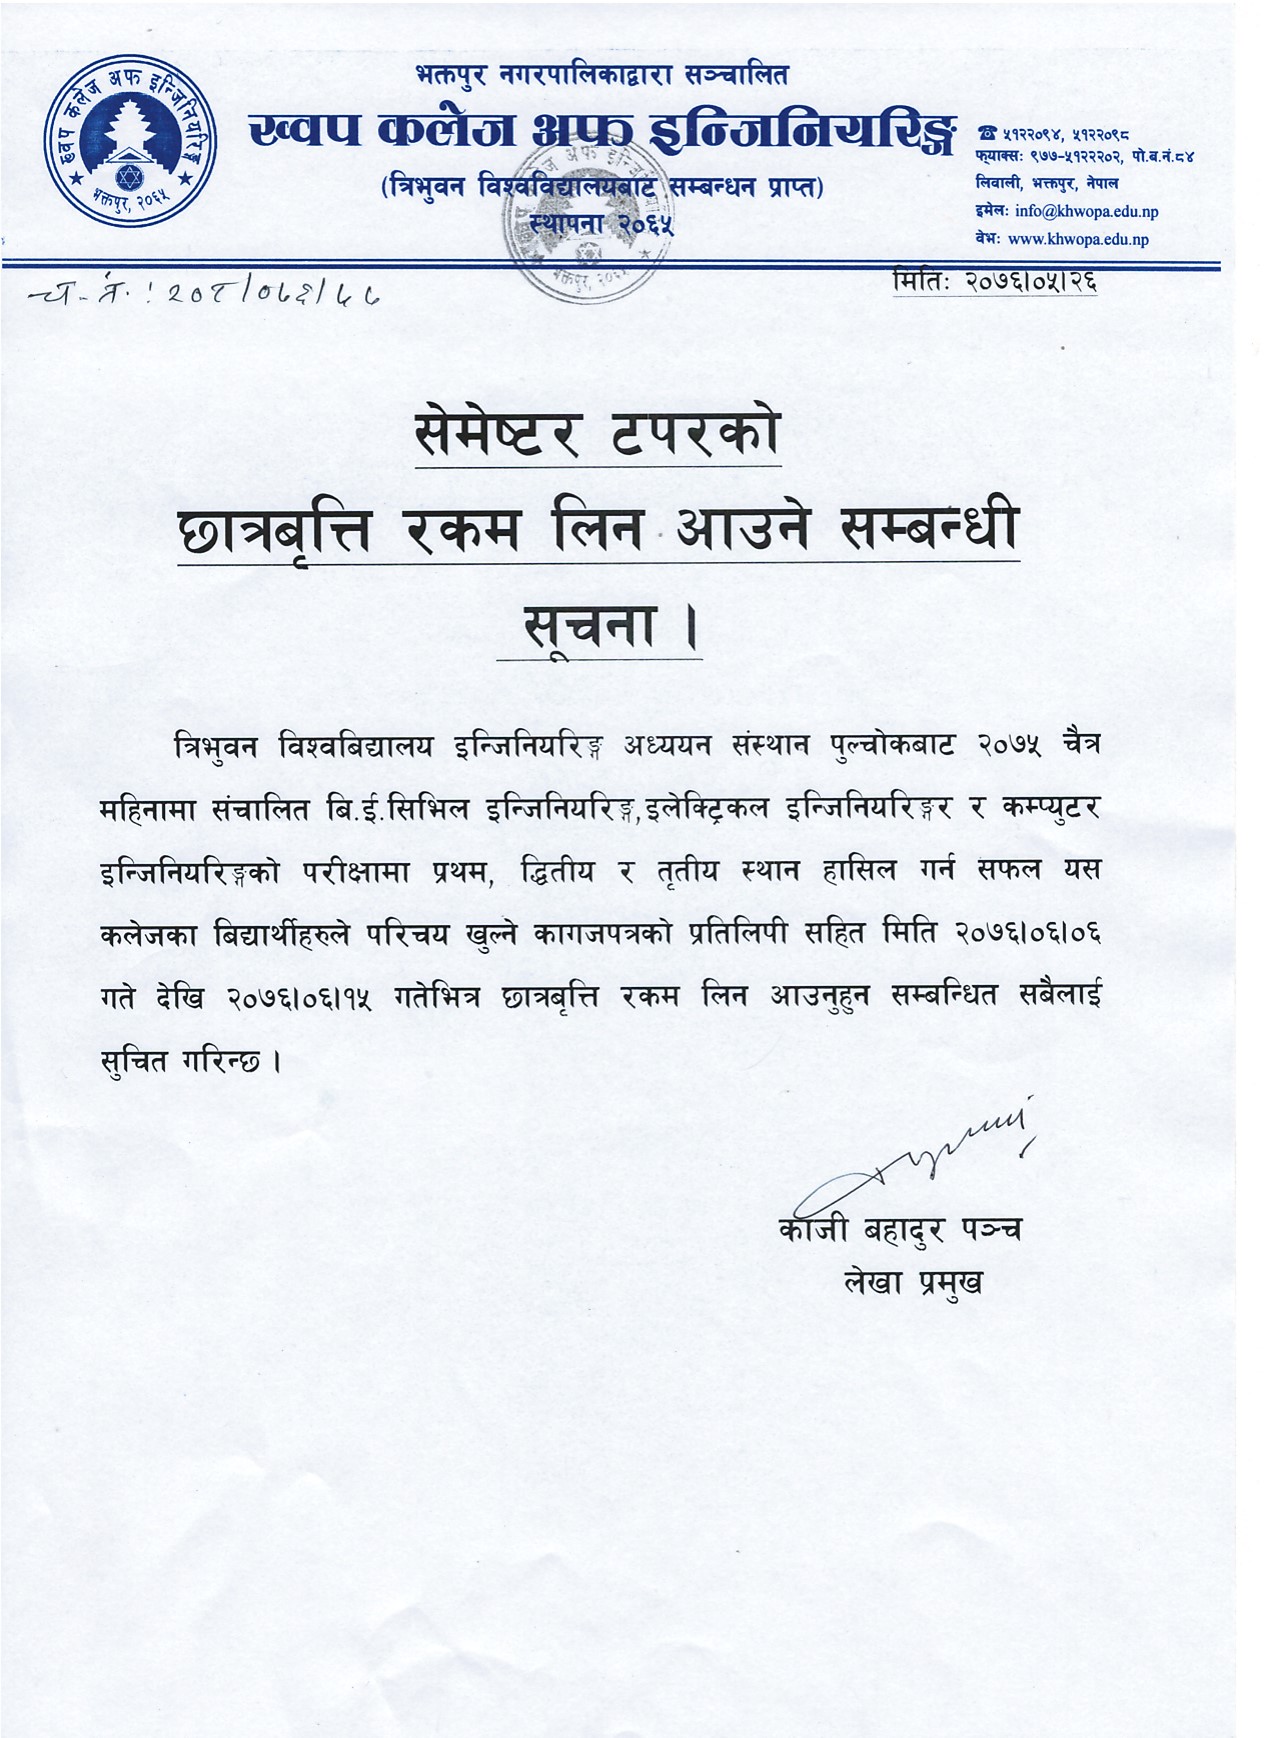 भक्तपुर नगरपालिकाद्वारा सञ्चालित
ख्वप कलेज अफ इन्जिनियरिङ्ग
(त्रिभुवन विश्वविद्यालयबाट सम्बन्धन प्राप्त)
स्थापना २०६५
ख्वप कलेज अफ इन्जिनियरिङ्ग
भक्तपुर, २०६५
☎ ५१२२०९४, ५१२२०९८
फ्याक्सः ९७७-५१२२२०२, पो.ब.नं.८४
लिवाली, भक्तपुर, नेपाल
इमेलः info@khwopa.edu.np
वेभः www.khwopa.edu.np
च.नं.:
मितिः २०७६।०५।२६
सेमेष्टर टपरको
छात्रबृत्ति रकम लिन आउने सम्बन्धी
सूचना ।
त्रिभुवन विश्वबिद्यालय इन्जिनियरिङ्ग अध्ययन संस्थान पुल्चोकबाट २०७५ चैत्र
महिनामा संचालित बि.ई.सिभिल इन्जिनियरिङ्ग,इलेक्ट्रिकल इन्जिनियरिङ्गर र कम्प्युटर
इन्जिनियरिङ्गको परीक्षामा प्रथम, द्धितीय र तृतीय स्थान हासिल गर्न सफल यस
कलेजका बिद्यार्थीहरुले परिचय खुल्ने कागजपत्रको प्रतिलिपी सहित मिति २०७६।०६।०६
गते देखि २०७६।०६।१५ गतेभित्र छात्रबृत्ति रकम लिन आउनुहुन सम्बन्धित सबैलाई
सुचित गरिन्छ ।
काजी बहादुर पञ्च
लेखा प्रमुख